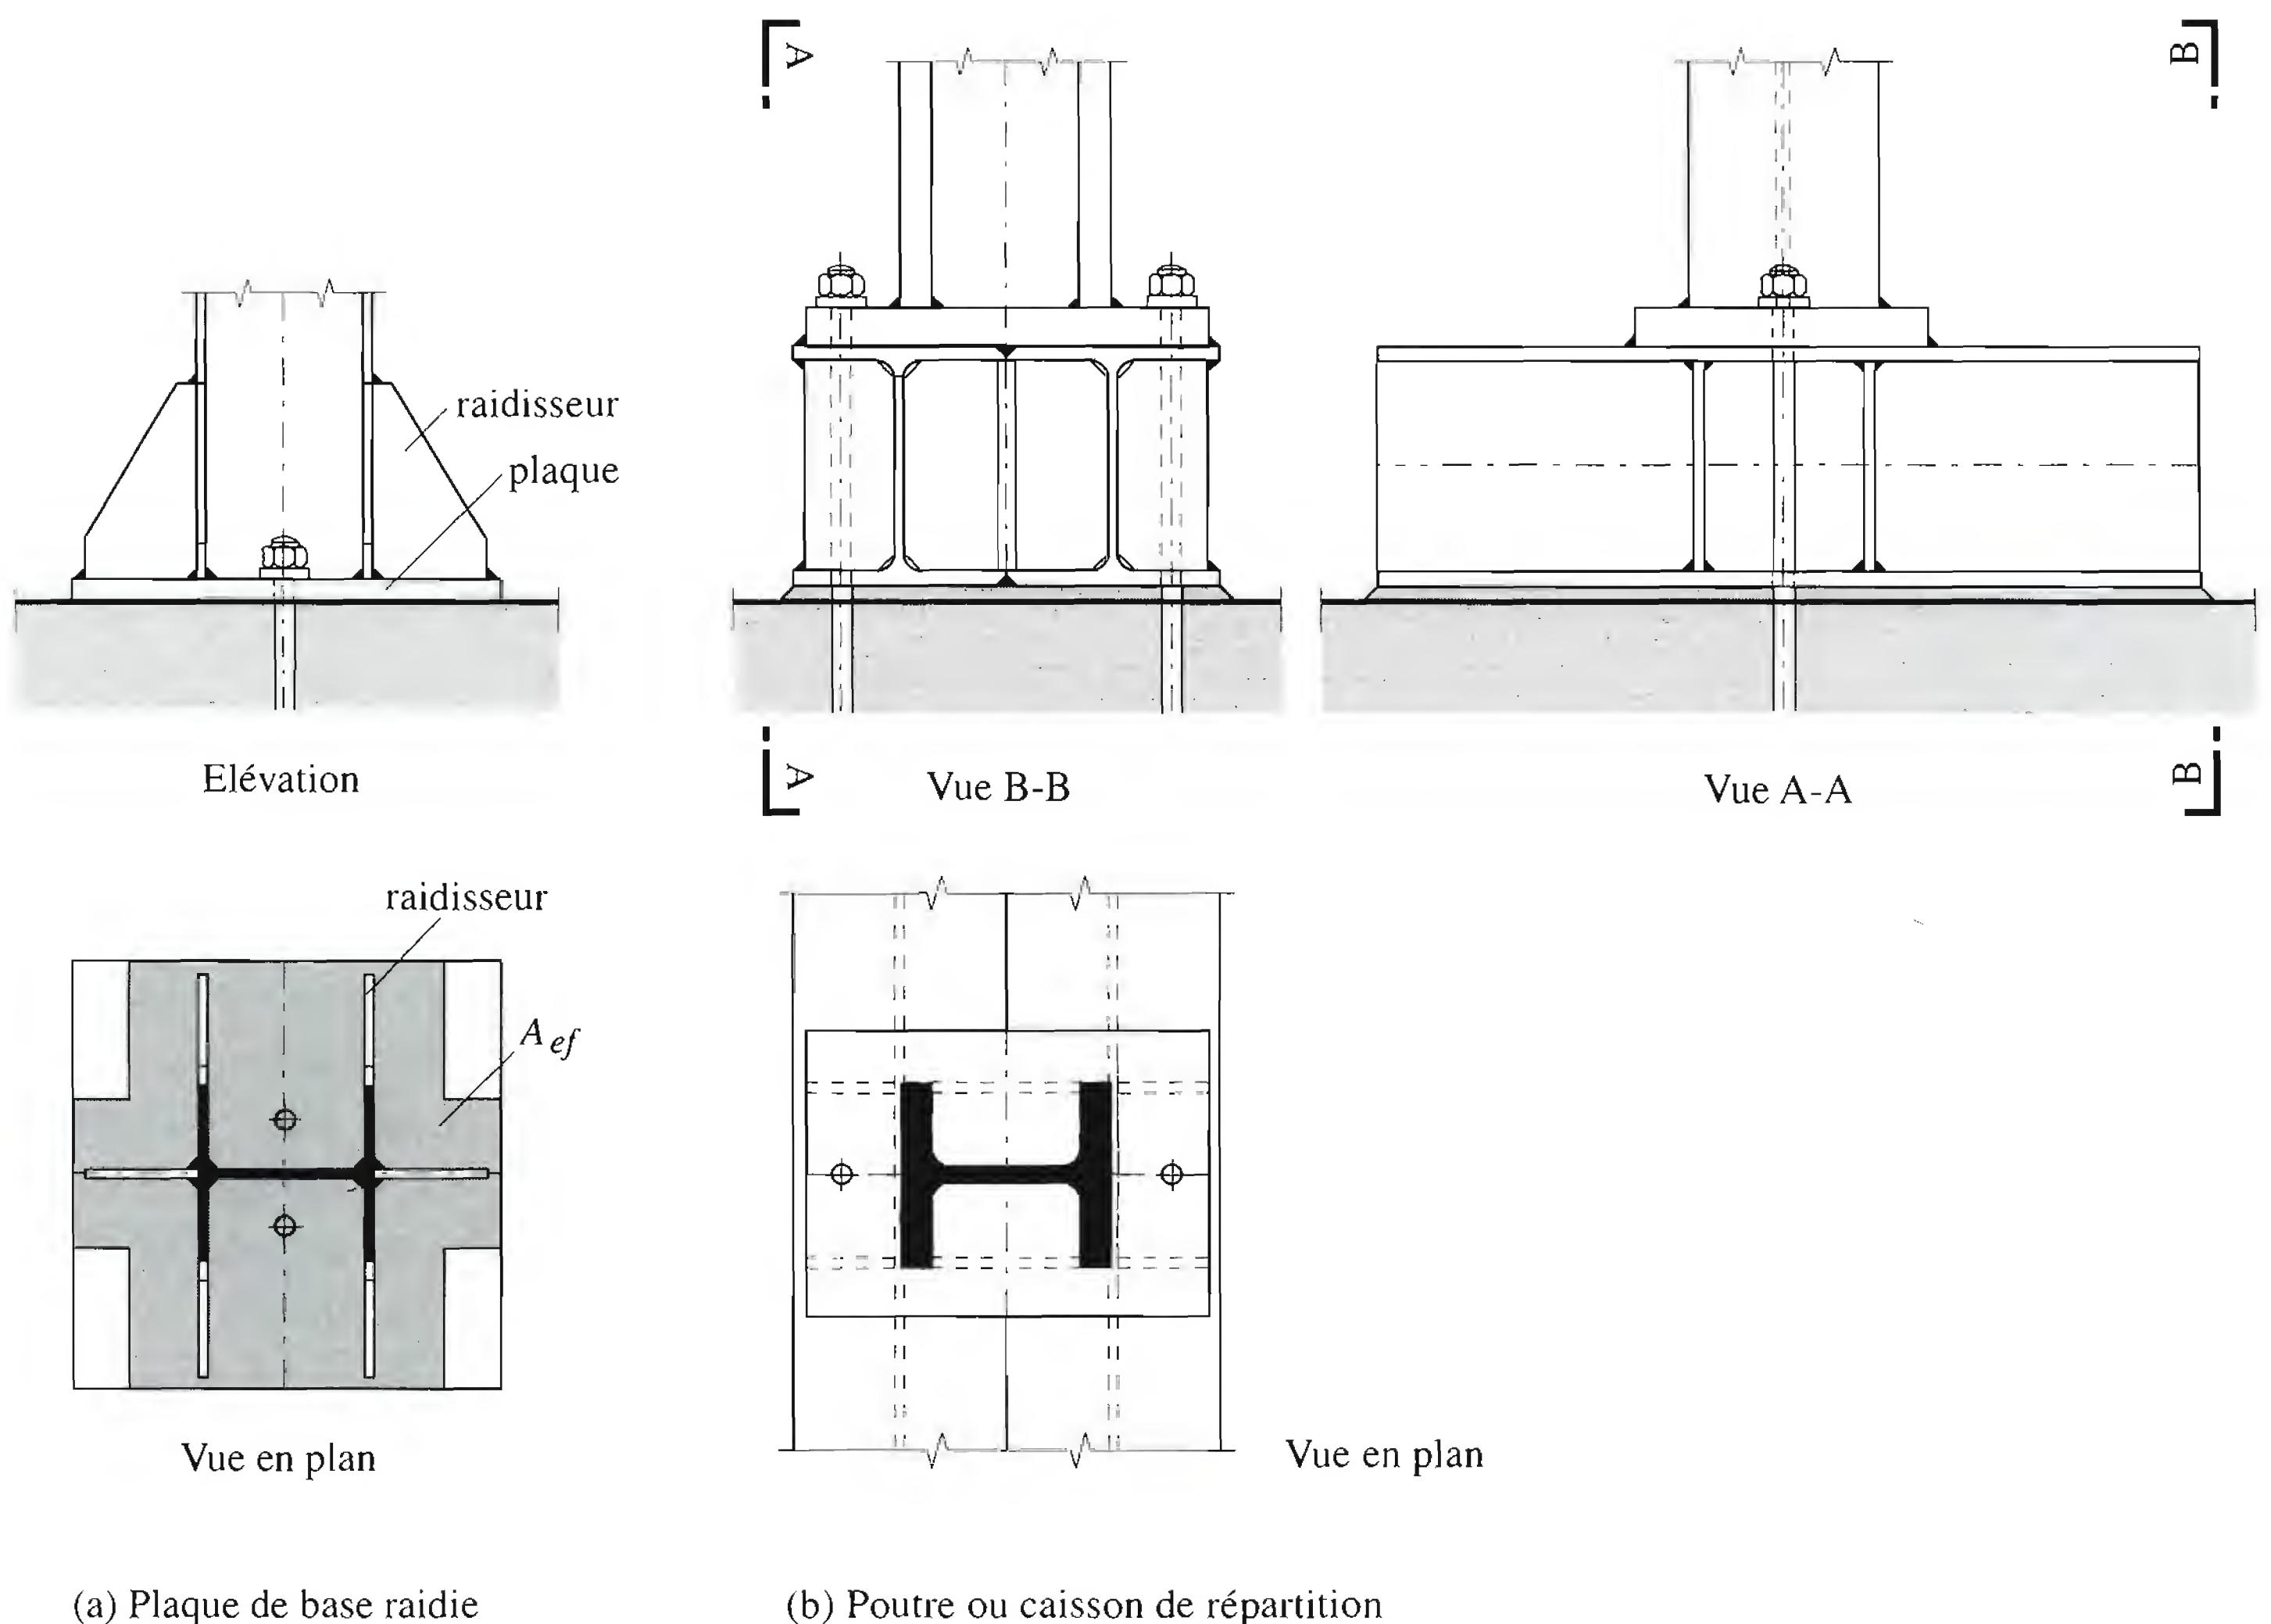 A
B
raidisseur
plaque
Elévation
A
Vue B-B
Vue A-A
B
raidisseur
A ef
Vue en plan
Vue en plan
(a) Plaque de base raidie
(b) Poutre ou caisson de répartition